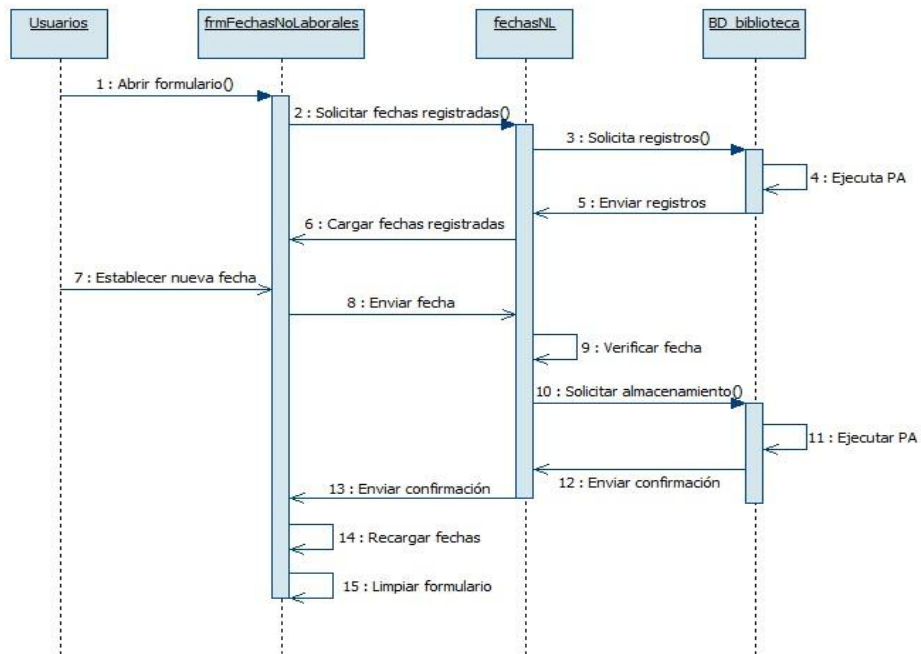 Usuarios
frmFechasNoLaborales
fechasNL
BD_biblioteca
1 : Abrir formulario()
2 : Solicitar fechas registradas()
3 : Solicita registros()
4 : Ejecuta PA
5 : Enviar registros
6 : Cargar fechas registradas
7 : Establecer nueva fecha
8 : Enviar fecha
9 : Verificar fecha
10 : Solicitar almacenamiento()
11 : Ejecutar PA
12 : Enviar confirmación
13 : Enviar confirmación
14 : Recargar fechas
15 : Limpiar formulario